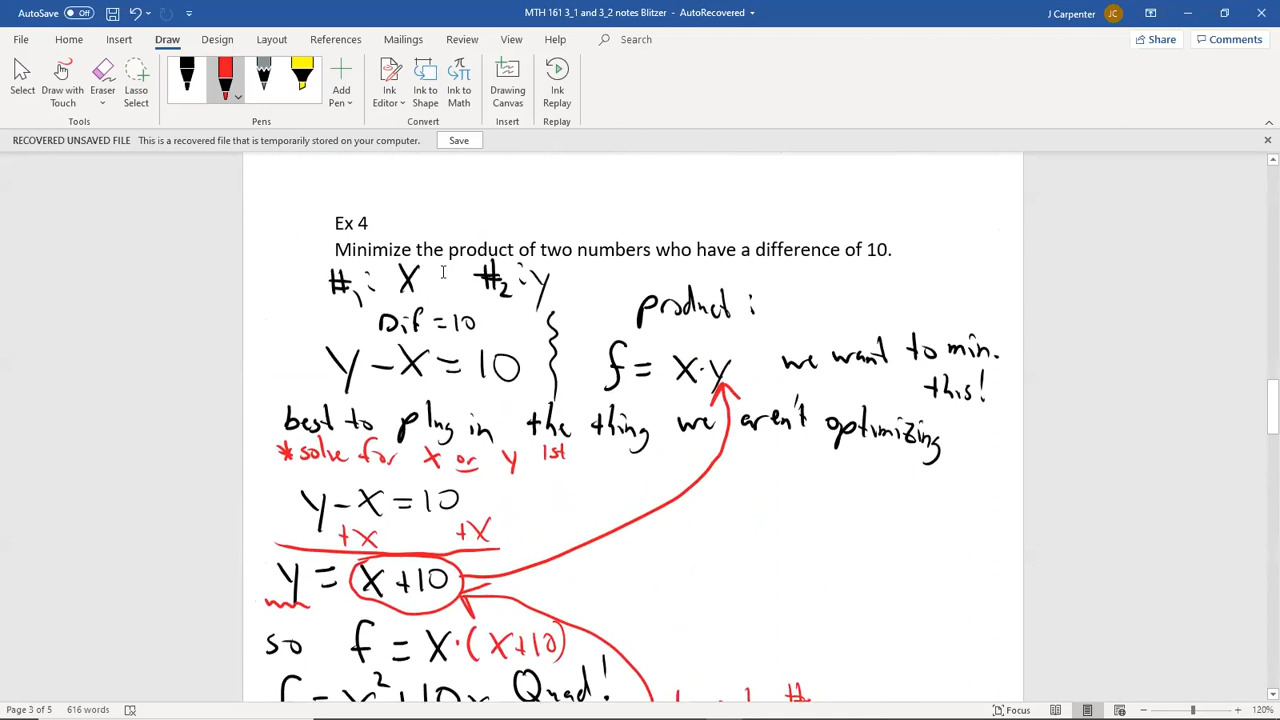 AutoSave Off MTH 161 3_1 and 3_2 notes Blitzer - AutoRecovered J Carpenter JC
File Home Insert Draw Design Layout References Mailings Review View Help Search Share Comments
Select Draw with Touch Eraser Lasso Select Add Pen Ink Editor Ink to Shape Ink to Math Drawing Canvas Ink Replay
Tools Pens Convert Insert Replay
RECOVERED UNSAVED FILE This is a recovered file that is temporarily stored on your computer. Save
Ex 4
Minimize the product of two numbers who have a difference of 10.
#1: X #2: y
Dif = 10
product:
y - X = 10
f = X·y
we want to min.
this!
best to plug in the thing we aren't optimizing
*solve for x or y 1st
y - X = 10
+X +X
y = X + 10
so f = X·(X+10)
f = x² + 10x Quad!
Page 3 of 5 616 words Focus 120%